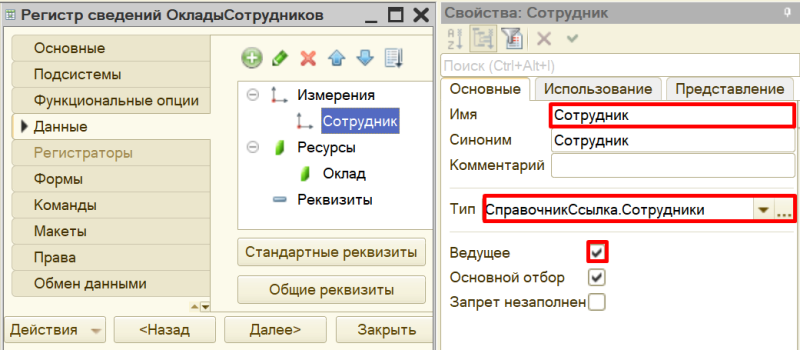 Регистр сведений ОкладыСотрудников
Основные
Подсистемы
Функциональные опции
Данные
Регистраторы
Формы
Команды
Макеты
Права
Обмен данными
Измерения
Сотрудник
Ресурсы
Оклад
Реквизиты
Стандартные реквизиты
Общие реквизиты
Действия
<Назад
Далее>
Закрыть
Свойства: Сотрудник
Поиск (Ctrl+Alt+I)
Основные Использование Представление
Имя Сотрудник
Синоним Сотрудник
Комментарий
Тип СправочникСсылка.Сотрудники ...
Ведущее
Основной отбор
Запрет незаполнен